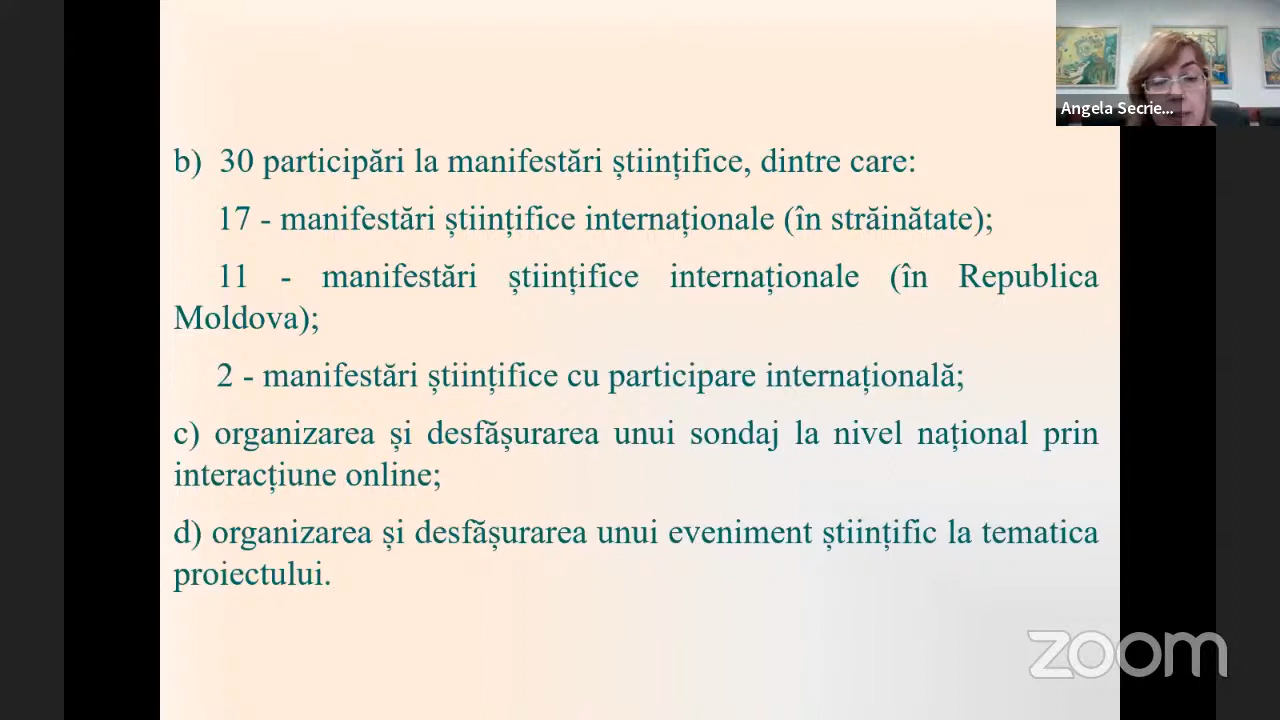 Angela Secrie...
b) 30 participări la manifestări științifice, dintre care:
17 - manifestări științifice internaționale (în străinătate);
11 - manifestări științifice internaționale (în Republica
Moldova);
2 - manifestări științifice cu participare internațională;
c) organizarea și desfășurarea unui sondaj la nivel național prin
interacțiune online;
d) organizarea și desfășurarea unui eveniment științific la tematica
proiectului.
zoom